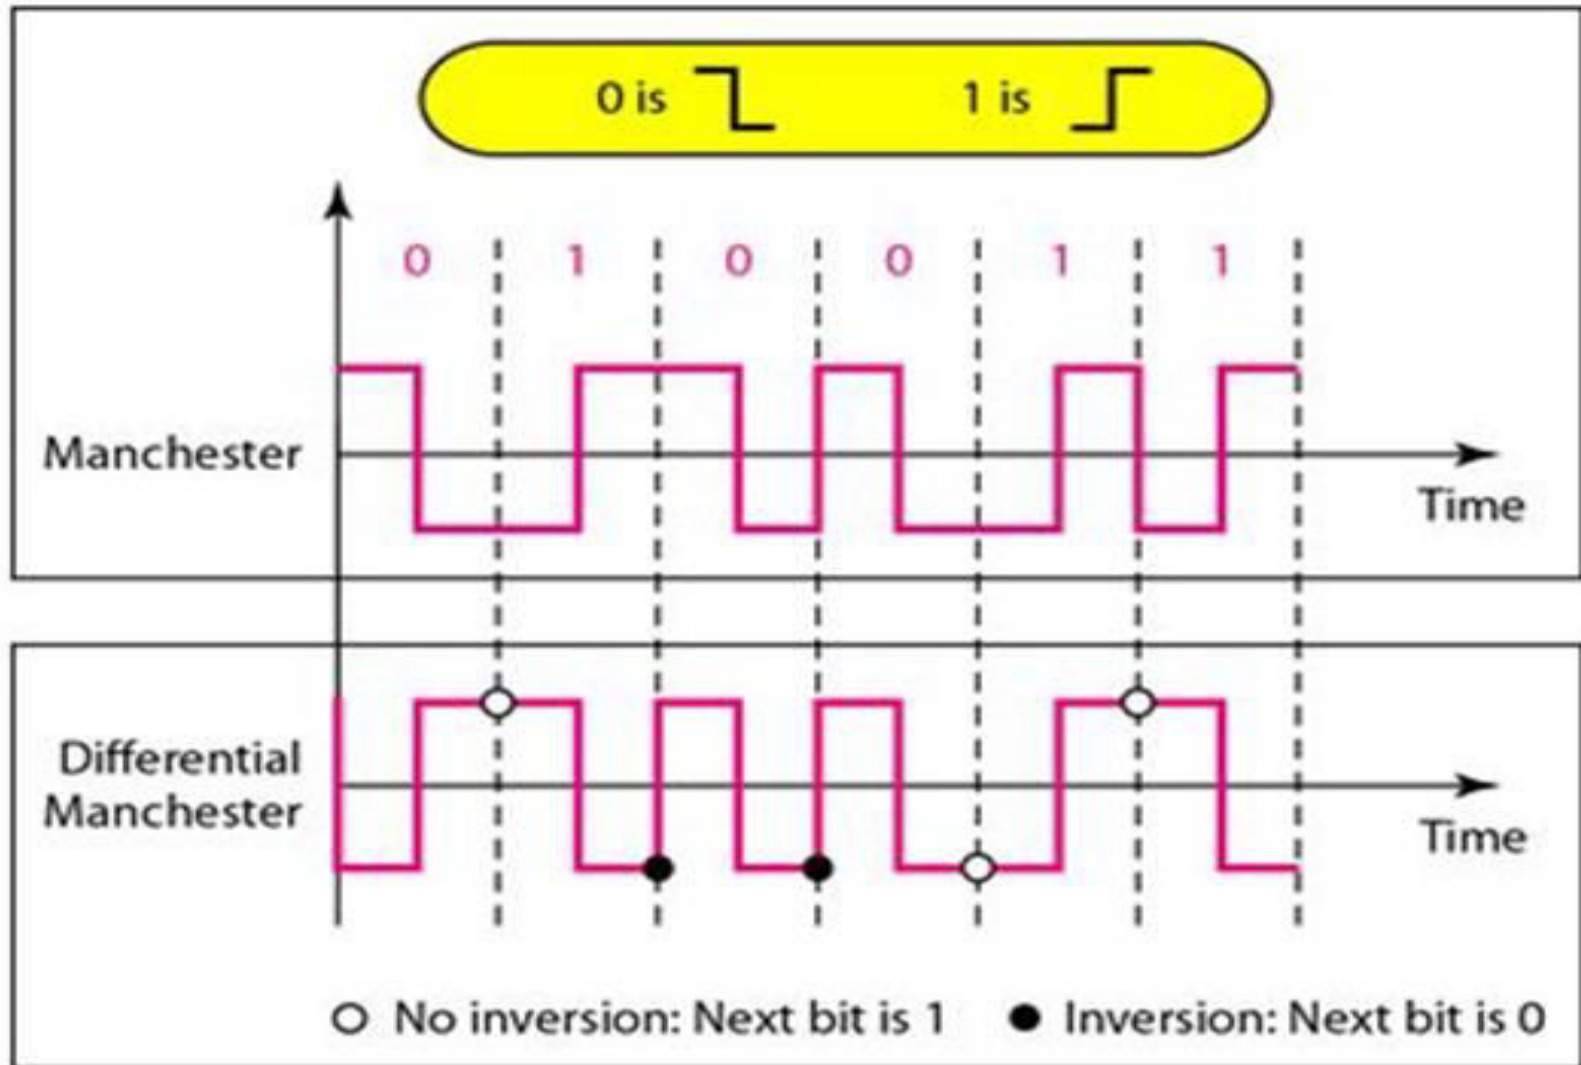 0 is 1 is
0 1 0 0 1 1
Manchester
Time
Differential
Manchester
Time
No inversion: Next bit is 1 Inversion: Next bit is 0